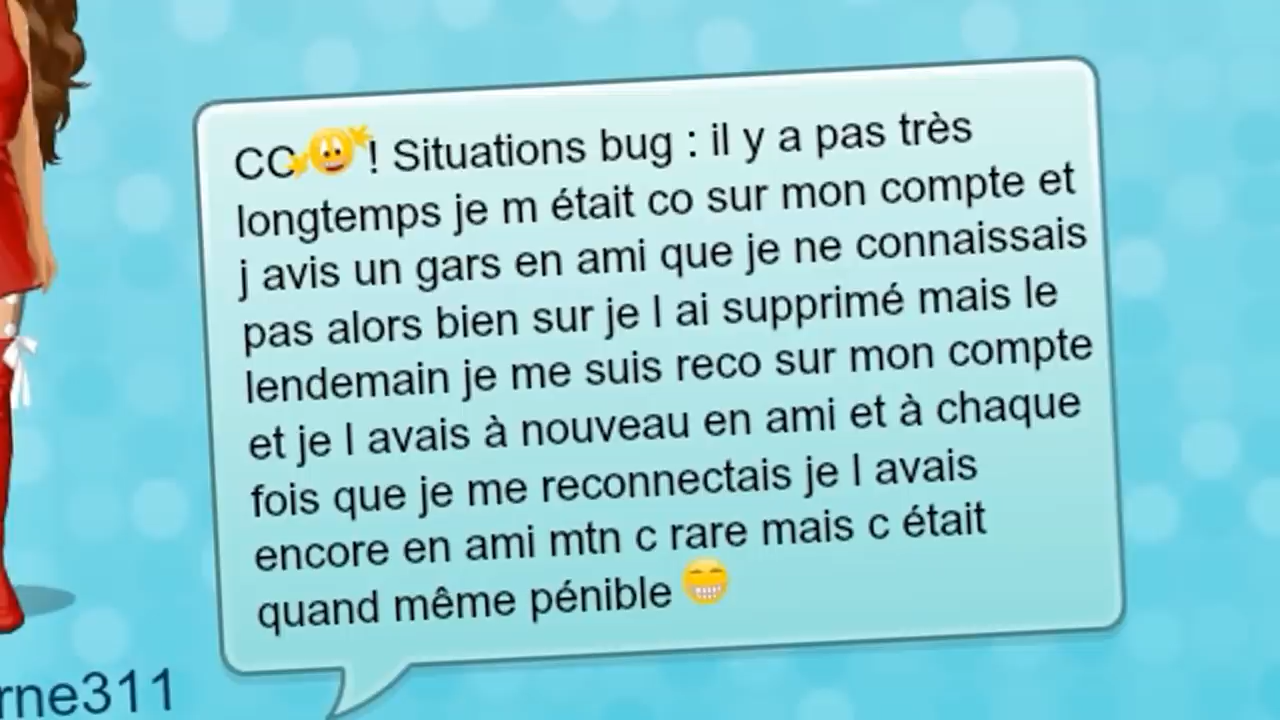 CC ! Situations bug : il y a pas très
longtemps je m était co sur mon compte et
j avis un gars en ami que je ne connaissais
pas alors bien sur je l ai supprimé mais le
lendemain je me suis reco sur mon compte
et je l avais à nouveau en ami et à chaque
fois que je me reconnectais je l avais
encore en ami mtn c rare mais c était
quand même pénible
rne311